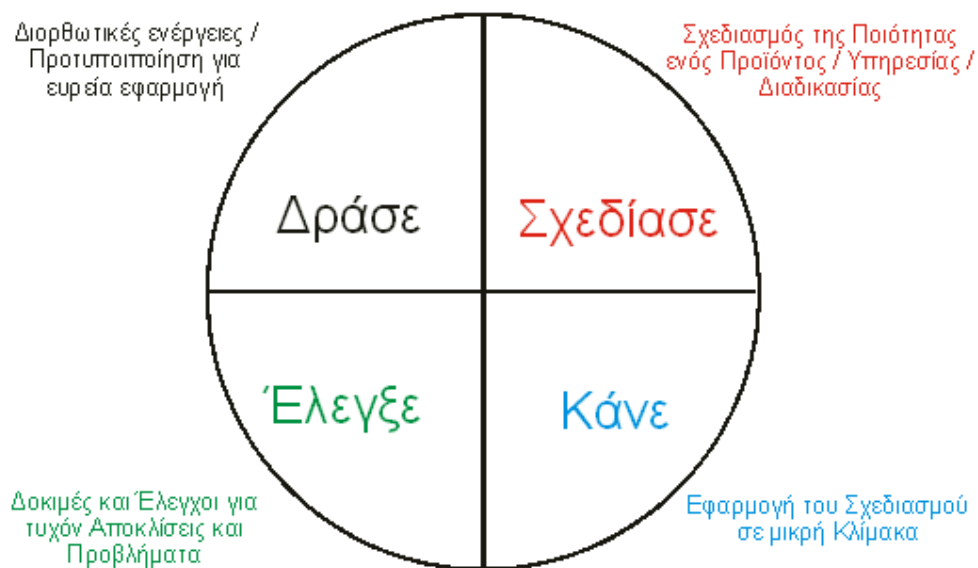 Διορθωτικές ενέργειες /
Προτυποιποίηση για
ευρεία εφαρμογή
Σχεδιασμός της Ποιότητας
ενός Προϊόντος / Υπηρεσίας /
Διαδικασίας
Δράσε
Σχεδίασε
Έλεγξε
Κάνε
Δοκιμές και Έλεγχοι για
τυχόν Αποκλίσεις και
Προβλήματα
Εφαρμογή του Σχεδιασμού
σε μικρή Κλίμακα